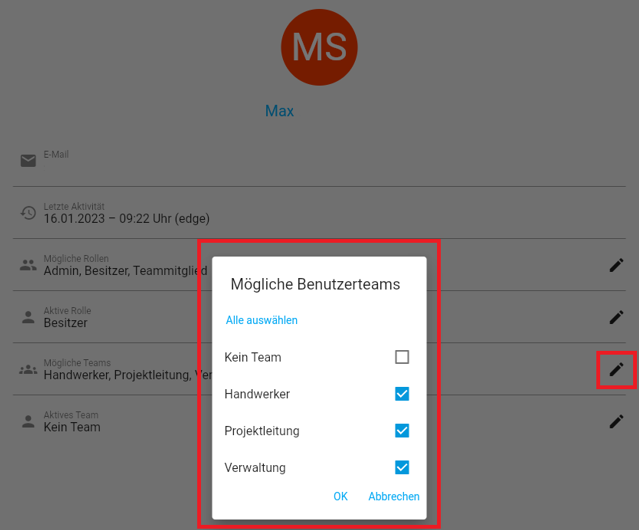 MS
Max
E-Mail
Letzte Aktivität
16.01.2023 – 09:22 Uhr (edge)
Mögliche Rollen
Admin, Besitzer, Teammitglied
Aktive Rolle
Besitzer
Mögliche Teams
Handwerker, Projektleitung,
Aktives Team
Kein Team
Mögliche Benutzerteams
Alle auswählen
Kein Team
Handwerker
Projektleitung
Verwaltung
OK
Abbrechen